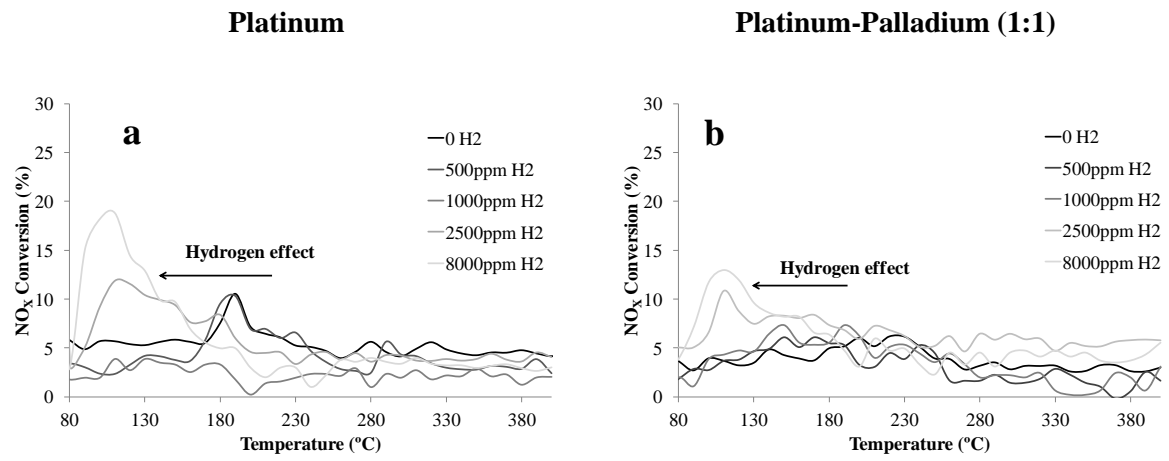 Platinum
Platinum-Palladium (1:1)
a
30
25
20
15
10
5
0
NOX Conversion (%)
80 130 180 230 280 330 380
Temperature (ºC)
Hydrogen effect
0 H2
500ppm H2
1000ppm H2
2500ppm H2
8000ppm H2
b
30
25
20
15
10
5
0
NOX Conversion (%)
80 130 180 230 280 330 380
Temperature (ºC)
Hydrogen effect
0 H2
500ppm H2
1000ppm H2
2500ppm H2
8000ppm H2